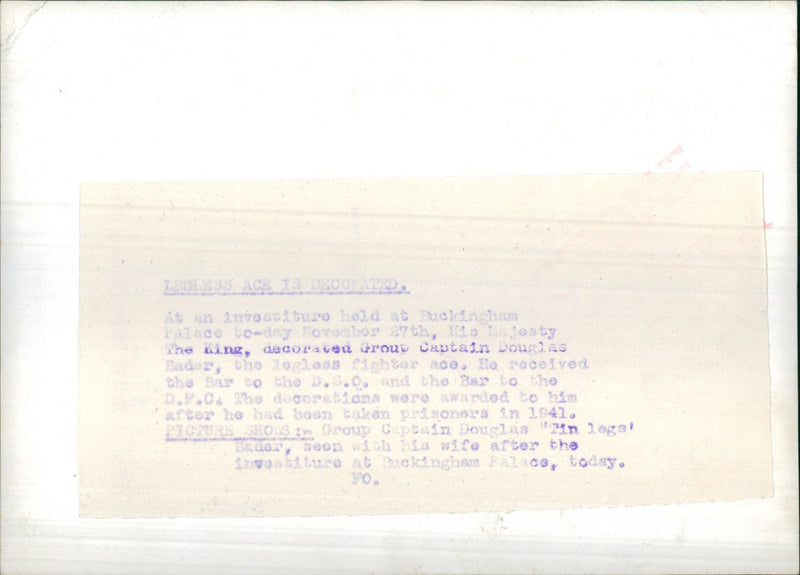 LEGLESS ACE IS DECORATED.
At an investiture held at Buckingham
Palace to-day November 27th, His Majesty
The King, decorated Group Captain Douglas
Bader, the legless fighter ace. He received
the Bar to the D.S.O. and the Bar to the
D.F.C. The decorations were awarded to him
after he had been taken prisoners in 1941.
PICTURE SHOWS:- Group Captain Douglas "Tin legs'
Bader, seen with his wife after the
investiture at Buckingham Palace, today.
FO.